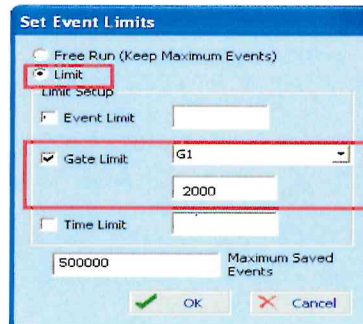 Set Event Limits
Free Run (Keep Maximum Events)
Limit
Limit Setup
Event Limit
Gate Limit G1
2000
Time Limit
500000 Maximum Saved
Events
OK Cancel